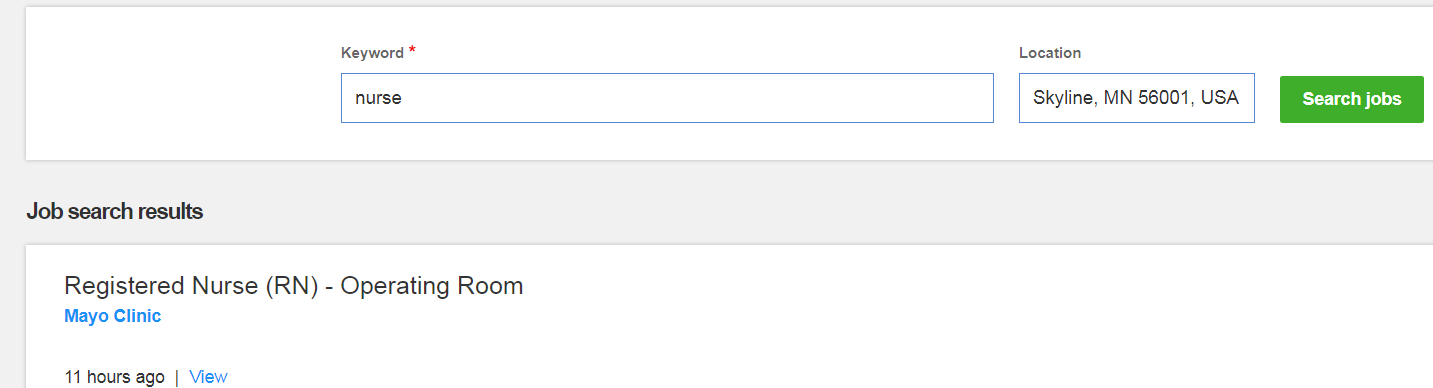 Keyword *
Location
nurse
Skyline, MN 56001, USA
Search jobs
Job search results
Registered Nurse (RN) - Operating Room
Mayo Clinic
11 hours ago | View